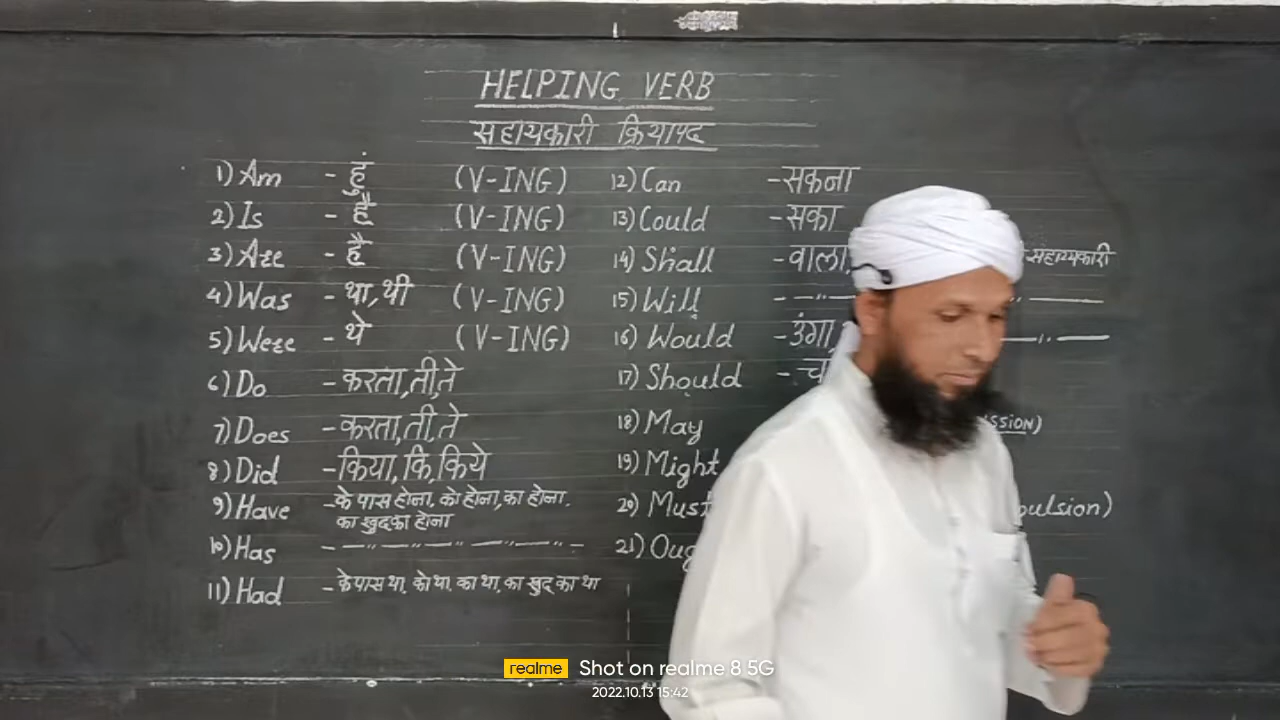 HELPING VERB
सहायकारी क्रियापद
1) Am - हुं (V-ING)
2) Is - है (V-ING)
3) Are - है (V-ING)
4) Was - था, थी (V-ING)
5) Were - थे (V-ING)
6) Do - करता, ती, ते
7) Does - करता, ती, ते
8) Did - किया, कि, किये
9) Have - के पास होना, को होना, का होना.
का खुदका होना
10) Has - — " — " — " — " — " —
11) Had - के पास था, को था, का था, का खुद का था
12) Can - सकना
13) Could - सका
14) Shall - वाला सहाय्यकारी
15) Will - — " — " —
16) Would - उंगा, — " —
17) Should -
18) May
19) Might
20) Must
21)
realme Shot on realme 8 5G
2022.10.13 15:42